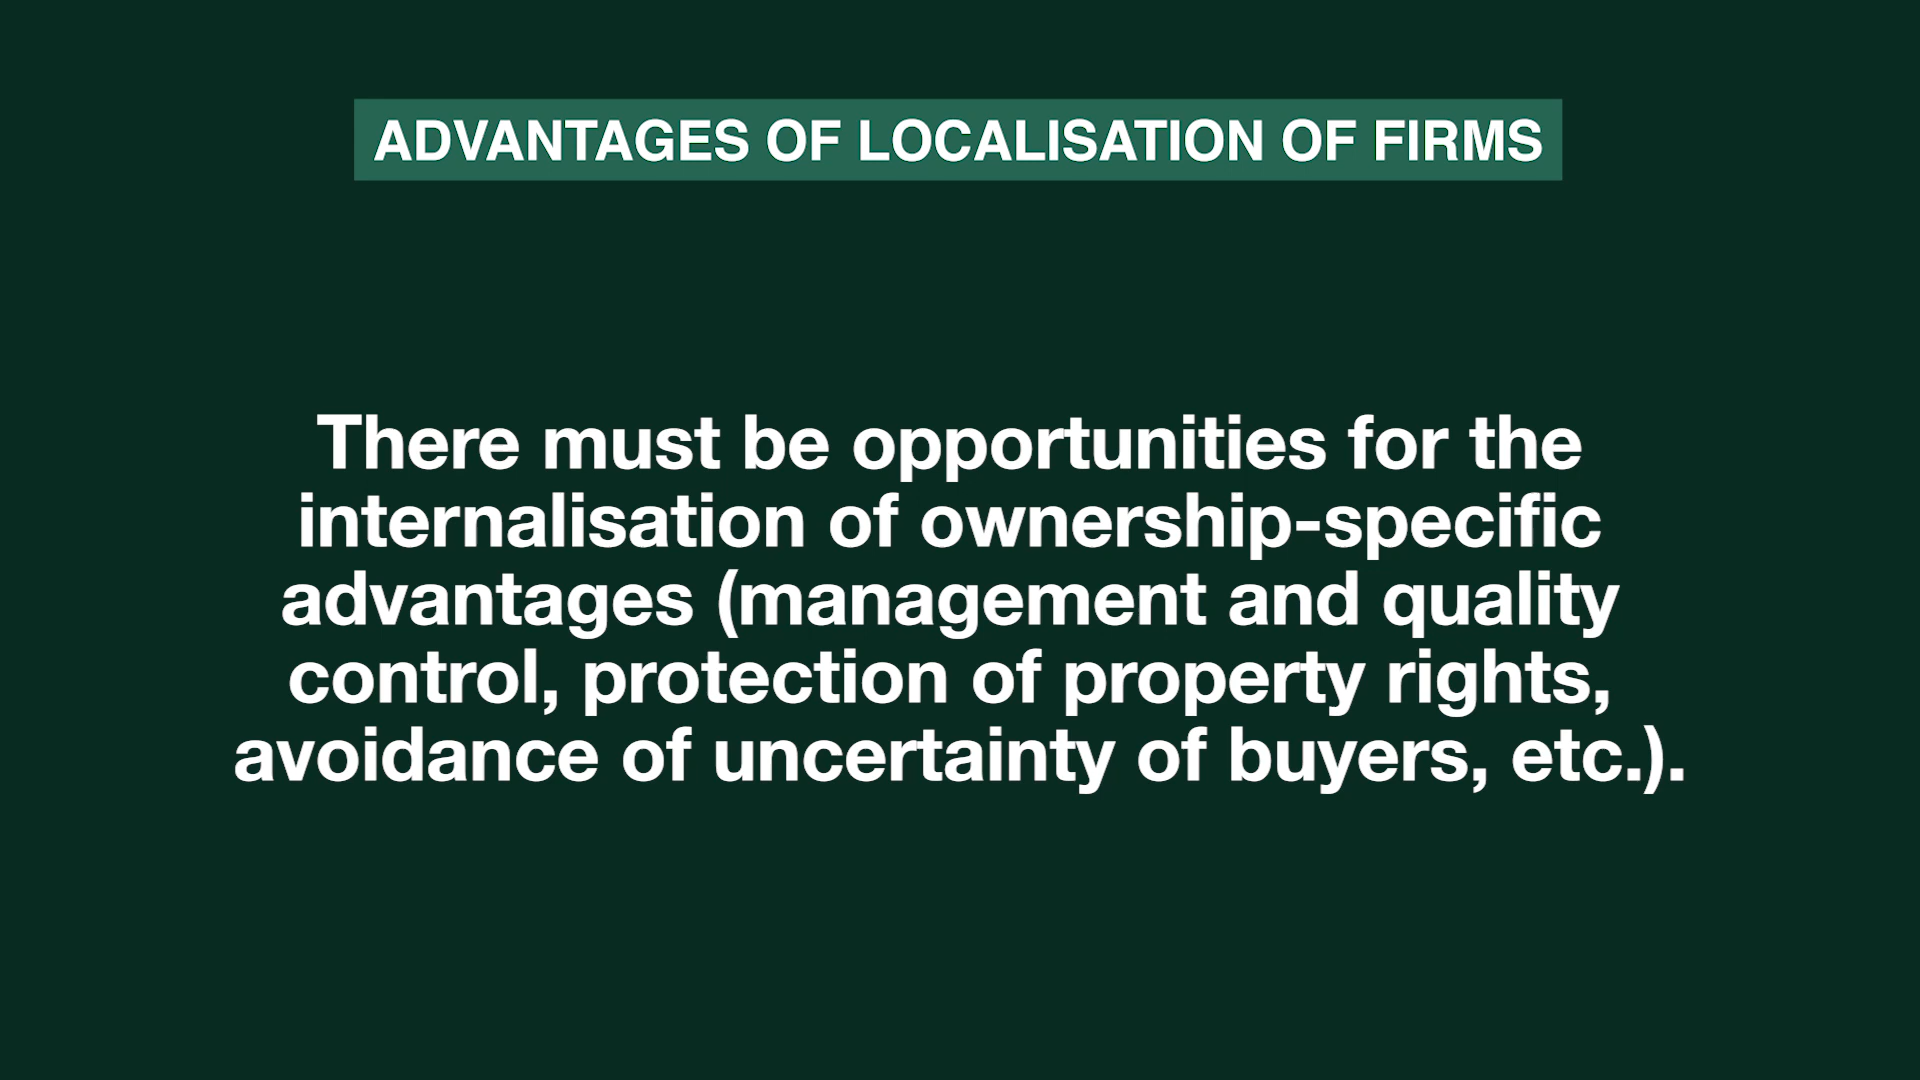 ADVANTAGES OF LOCALISATION OF FIRMS
There must be opportunities for the
internalisation of ownership-specific
advantages (management and quality
control, protection of property rights,
avoidance of uncertainty of buyers, etc.).